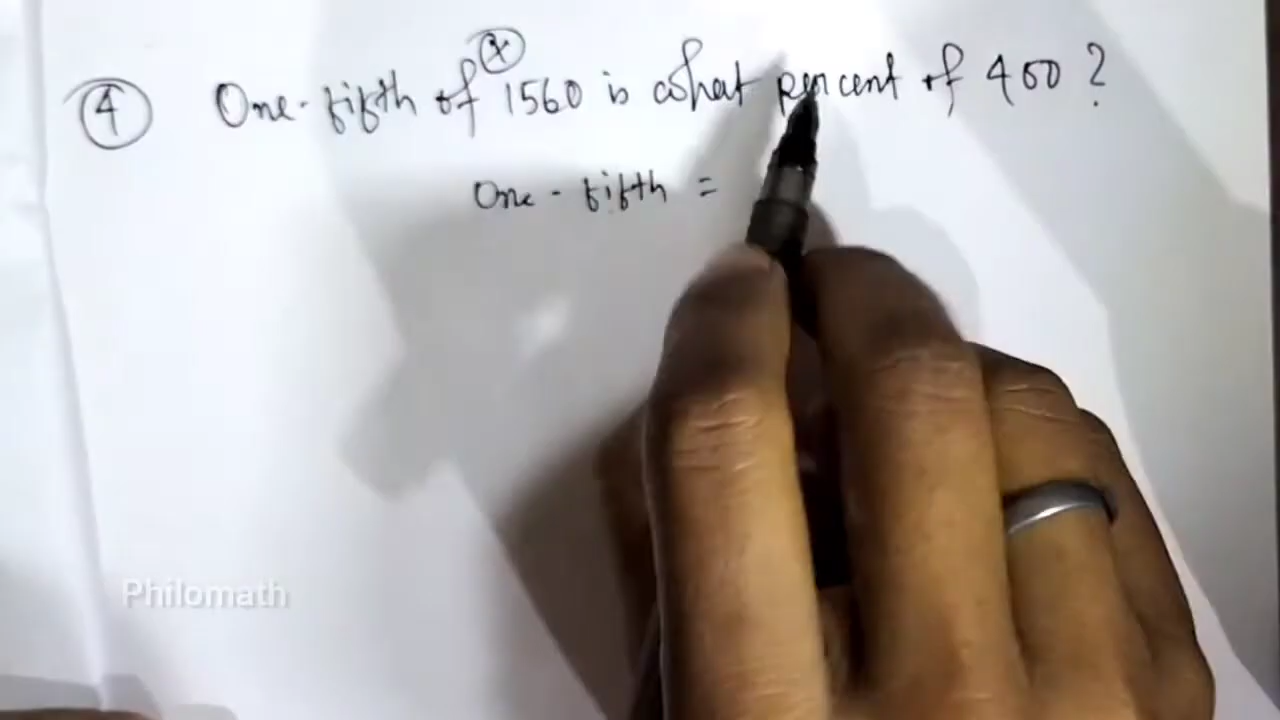 ④ One-fifth of ⓧ 1560 is what percent of 400 ?
One-fifth =
Philomath